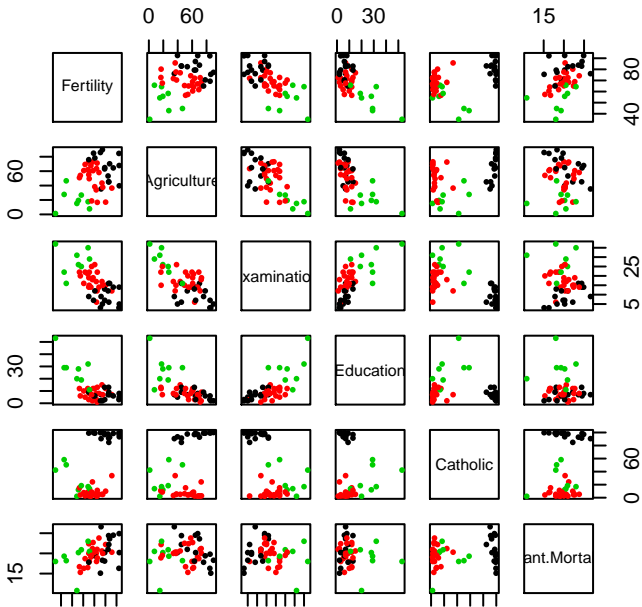 0 60
0 30
15
Fertility
40 80
0 60
Agriculture
xaminatio
5 25
0 30
Education
Catholic
0 60
15
ant.Morta